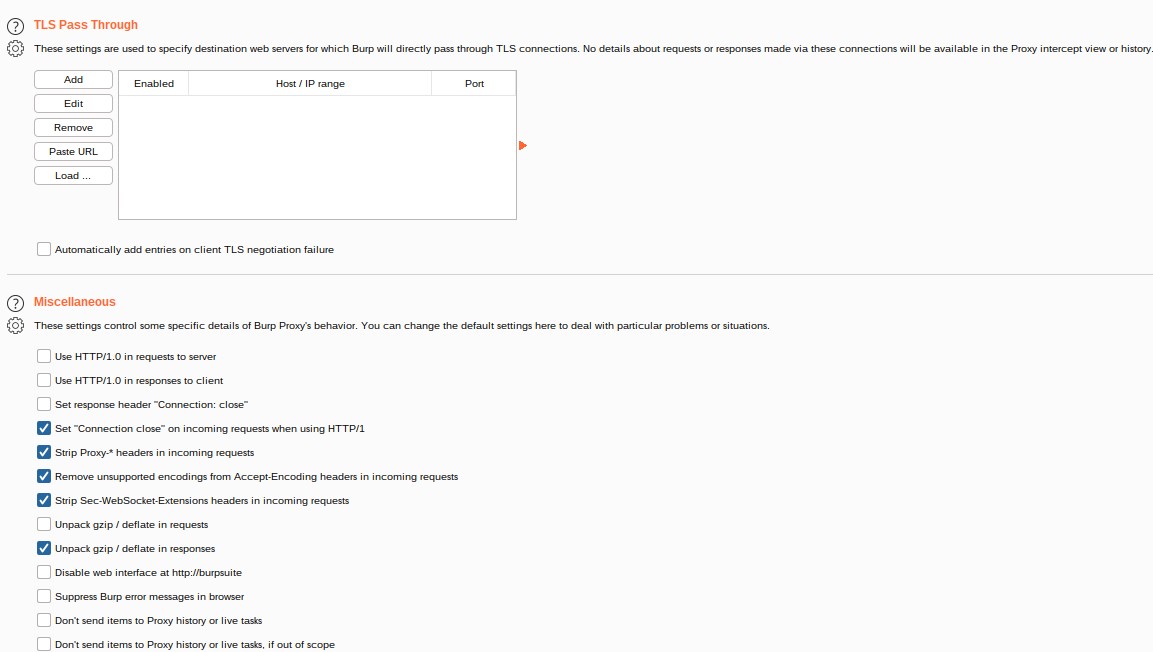 TLS Pass Through
These settings are used to specify destination web servers for which Burp will directly pass through TLS connections. No details about requests or responses made via these connections will be available in the Proxy intercept view or history.
Add
Edit
Remove
Paste URL
Load ...
Enabled Host / IP range Port
Automatically add entries on client TLS negotiation failure
Miscellaneous
These settings control some specific details of Burp Proxy's behavior. You can change the default settings here to deal with particular problems or situations.
Use HTTP/1.0 in requests to server
Use HTTP/1.0 in responses to client
Set response header "Connection: close"
Set "Connection close" on incoming requests when using HTTP/1
Strip Proxy-* headers in incoming requests
Remove unsupported encodings from Accept-Encoding headers in incoming requests
Strip Sec-WebSocket-Extensions headers in incoming requests
Unpack gzip / deflate in requests
Unpack gzip / deflate in responses
Disable web interface at http://burpsuite
Suppress Burp error messages in browser
Don't send items to Proxy history or live tasks
Don't send items to Proxy history or live tasks, if out of scope